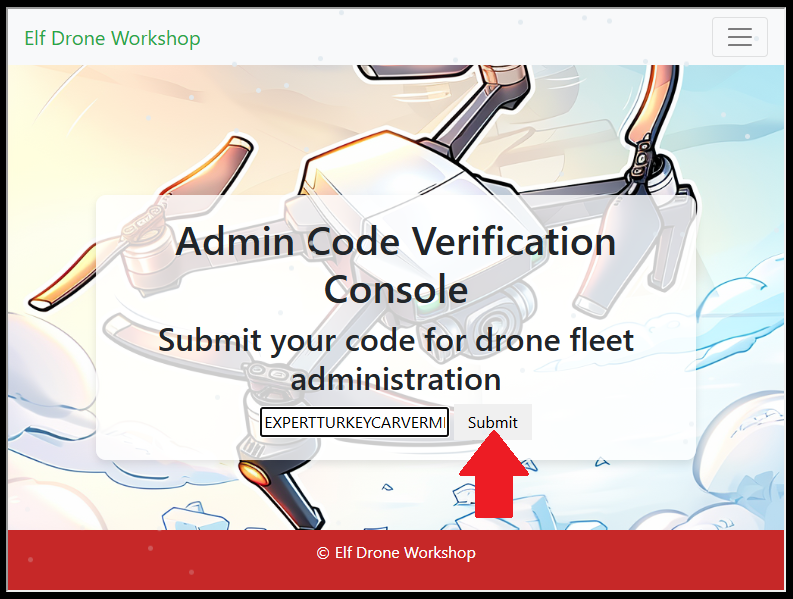 Elf Drone Workshop
Admin Code Verification
Console
Submit your code for drone fleet
administration
EXPERTTURKEYCARVERMI Submit
© Elf Drone Workshop